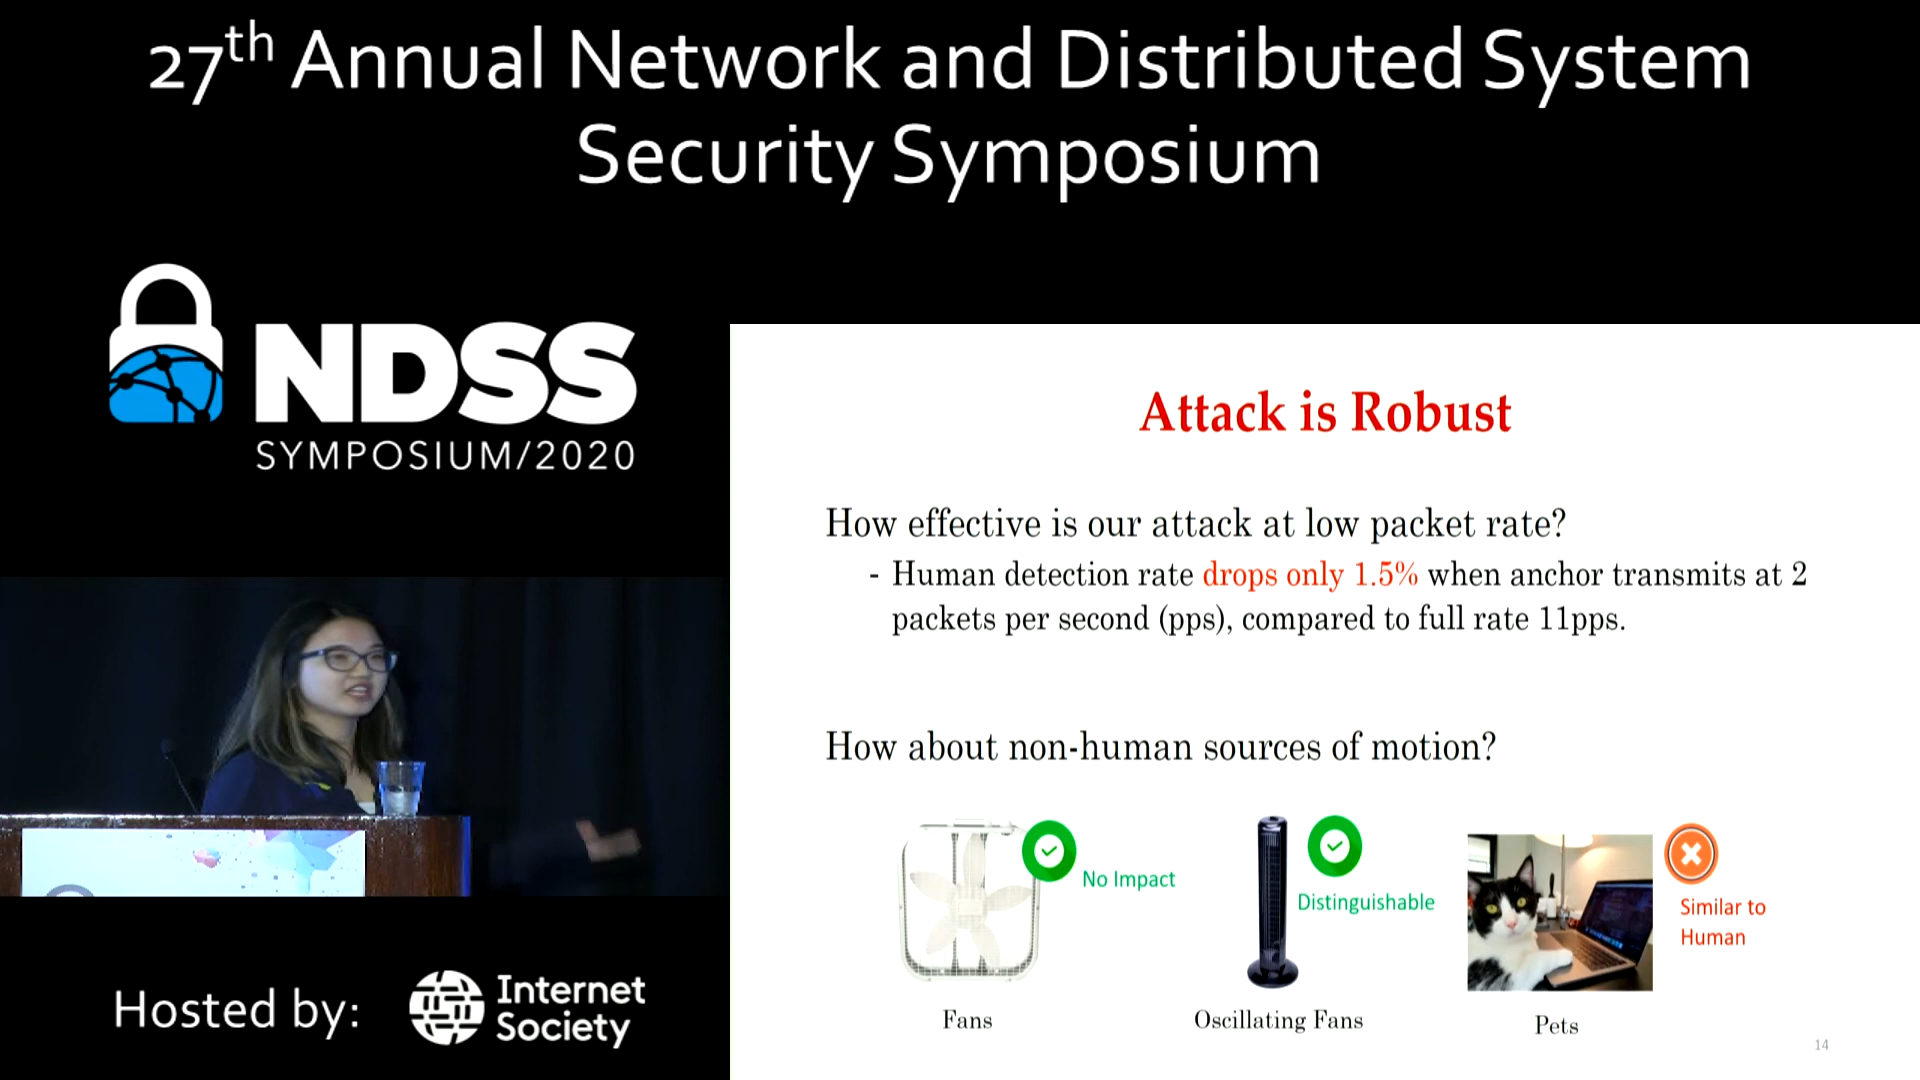 27th Annual Network and Distributed System
Security Symposium
NDSS
SYMPOSIUM/2020
Attack is Robust
How effective is our attack at low packet rate?
- Human detection rate drops only 1.5% when anchor transmits at 2
packets per second (pps), compared to full rate 11pps.
How about non-human sources of motion?
No Impact
Distinguishable
Similar to
Human
Fans
Oscillating Fans
Pets
14
Hosted by:
Internet
Society